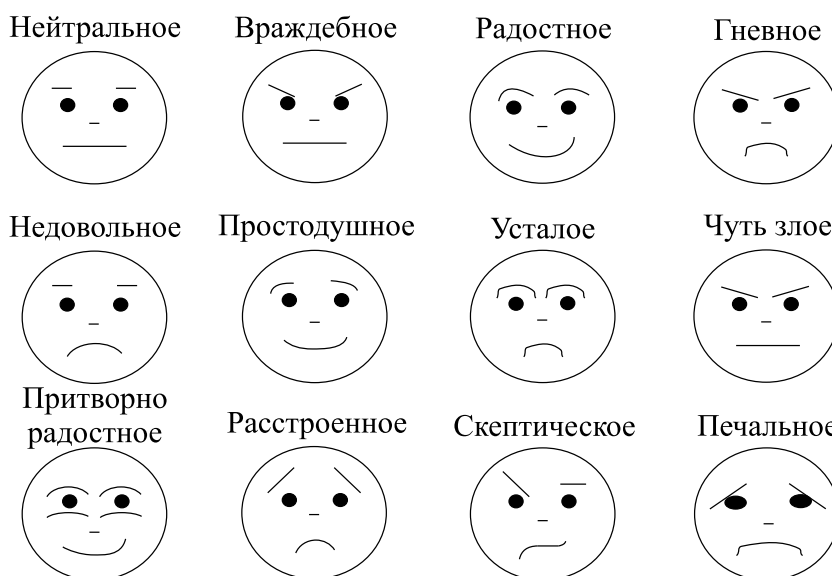 Нейтральное
Враждебное
Радостное
Гневное
Недовольное
Простодушное
Усталое
Чуть злое
Притворно
радостное
Расстроенное
Скептическое
Печальное